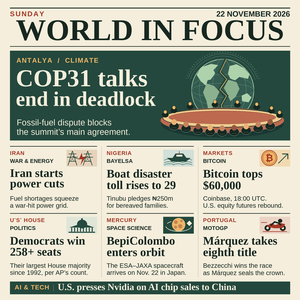 SUNDAY
22 NOVEMBER 2026
WORLD IN FOCUS
ANTALYA / CLIMATE
COP31 talks
end in deadlock
Fossil-fuel dispute blocks
the summit's main agreement.
IRAN
WAR & ENERGY
Iran starts
power cuts
Fuel shortages squeeze
a war-hit power grid.
NIGERIA
BAYELSA
Boat disaster
toll rises to 29
Tinubu pledges ₦250m
for bereaved families.
MARKETS
BITCOIN
Bitcoin tops
$60,000
Coinbase, 18:00 UTC.
U.S. equity futures rebound.
U.S. HOUSE
POLITICS
Democrats win
258+ seats
Their largest House majority
since 1992, per AP's count.
MERCURY
SPACE SCIENCE
BepiColombo
enters orbit
The ESA–JAXA spacecraft
arrives on Nov. 22 in Japan.
PORTUGAL
MOTOGP
Márquez takes
eighth title
Bezzecchi wins the race
as Márquez seals the crown.
AI & TECH
U.S. presses Nvidia on AI chip sales to China